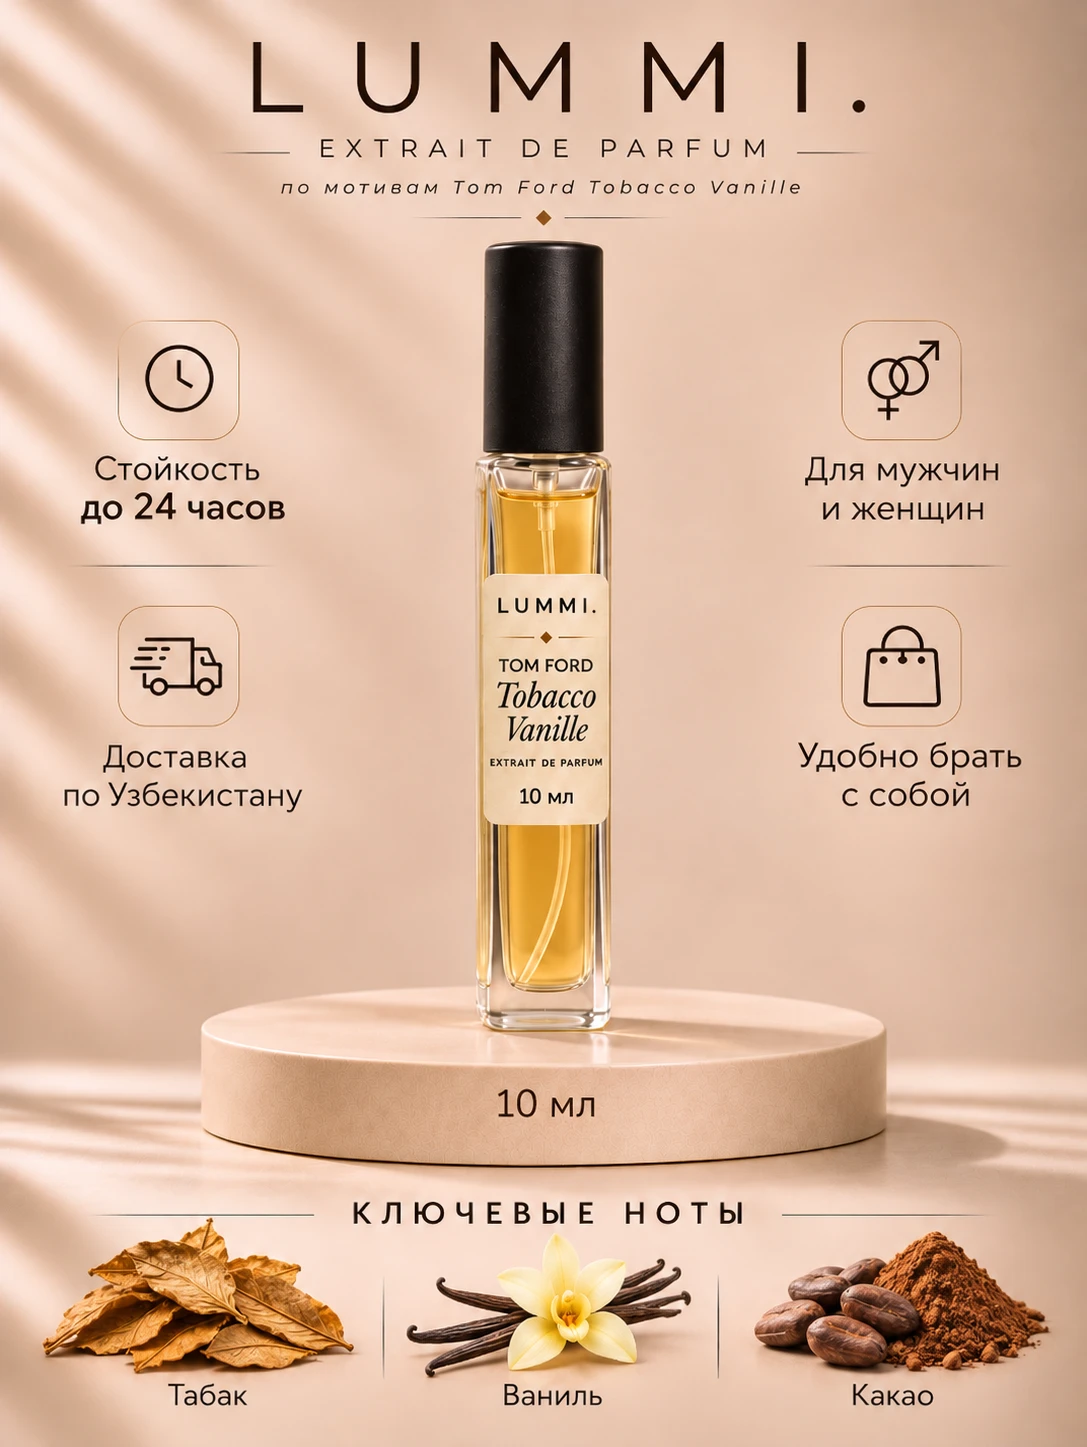 LUMMI.
EXTRAIT DE PARFUM
по мотивам Tom Ford Tobacco Vanille
Стойкость
до 24 часов
Для мужчин
и женщин
Доставка
по Узбекистану
Удобно брать
с собой
LUMMI.
TOM FORD
Tobacco
Vanille
EXTRAIT DE PARFUM
10 мл
10 мл
КЛЮЧЕВЫЕ НОТЫ
Табак
Ваниль
Какао